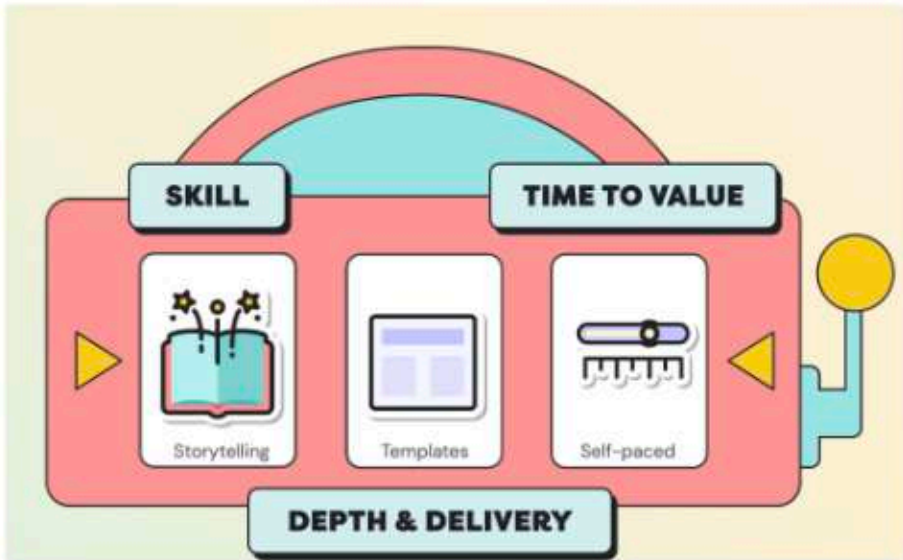 SKILL
TIME TO VALUE
Storytelling
Templates
Self-paced
DEPTH & DELIVERY